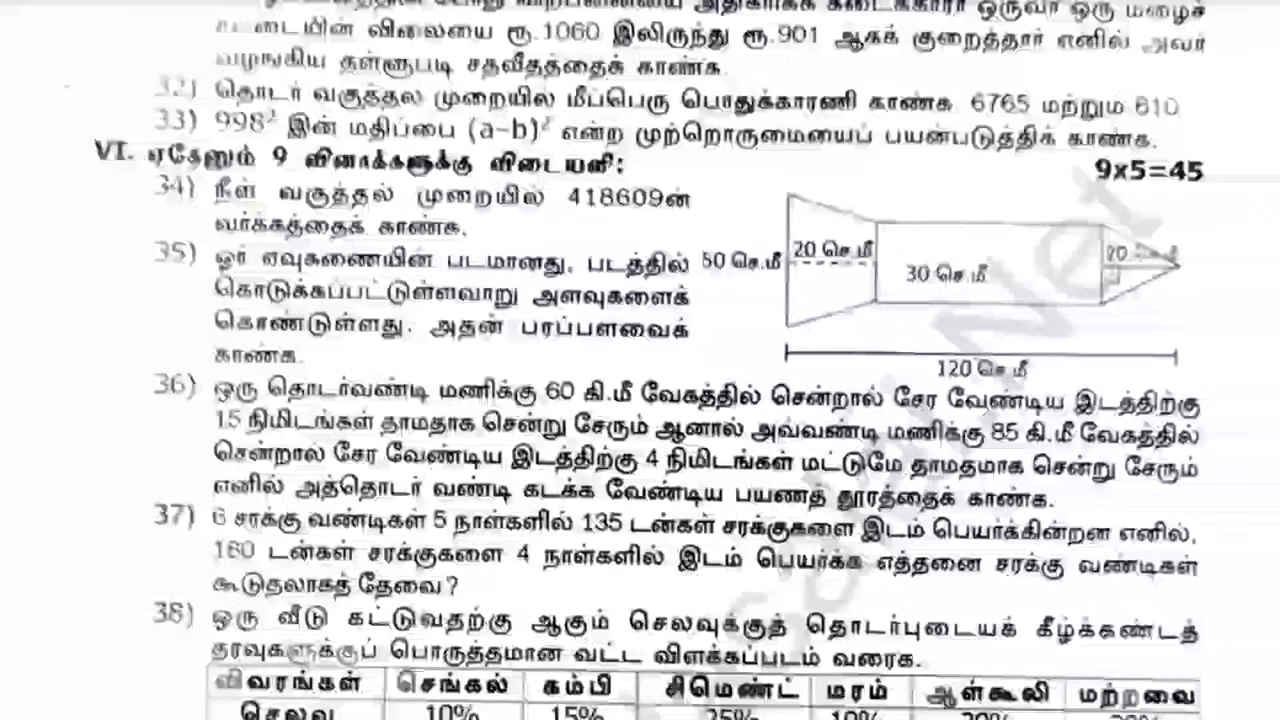 ஒருவர் ஒரு மழைச்
விலையை ரூ.1060 இலிருந்து ரூ.901 ஆகக் குறைத்தார் எனில் அவர்
வழங்கிய தள்ளுபடி சதவீதத்தைக் காண்க.
32) தொடர் வகுத்தல் முறையில் மீப்பெரு பொதுக்காரணி காண்க 6765 மற்றும் 610
33) 998² இன் மதிப்பை (a-b)² என்ற முற்றொருமையைப் பயன்படுத்திக் காண்க.
VI. ஏதேனும் 9 வினாக்களுக்கு விடையளி: 9x5=45
34) நீள் வகுத்தல் முறையில் 418609ன்
வர்க்கத்தைக் காண்க.
35) ஓர் ஏவுகணையின் படமானது, படத்தில்
கொடுக்கப்பட்டுள்ளவாறு அளவுகளைக்
கொண்டுள்ளது. அதன் பரப்பளவைக்
காண்க.
50 செ.மீ
20 செ.மீ
30 செ.மீ
20
120 செ.மீ
36) ஒரு தொடர்வண்டி மணிக்கு 60 கி.மீ வேகத்தில் சென்றால் சேர வேண்டிய இடத்திற்கு
15 நிமிடங்கள் தாமதாக சென்று சேரும் ஆனால் அவ்வண்டி மணிக்கு 85 கி.மீ வேகத்தில்
சென்றால் சேர வேண்டிய இடத்திற்கு 4 நிமிடங்கள் மட்டுமே தாமதமாக சென்று சேரும்
எனில் அத்தொடர் வண்டி கடக்க வேண்டிய பயணத் தூரத்தைக் காண்க.
37) 6 சரக்கு வண்டிகள் 5 நாள்களில் 135 டன்கள் சரக்குகளை இடம் பெயர்க்கின்றன எனில்,
180 டன்கள் சரக்குகளை 4 நாள்களில் இடம் பெயர்க்க எத்தனை சரக்கு வண்டிகள்
கூடுதலாகத் தேவை?
38) ஒரு வீடு கட்டுவதற்கு ஆகும் செலவுக்குத் தொடர்புடையக் கீழ்க்கண்டத்
தரவுகளுக்குப் பொருத்தமான வட்ட விளக்கப்படம் வரைக.
விவரங்கள் செங்கல் கம்பி சிமெண்ட் மரம் ஆள்கூலி மற்றவை
செலவு 10% 15%